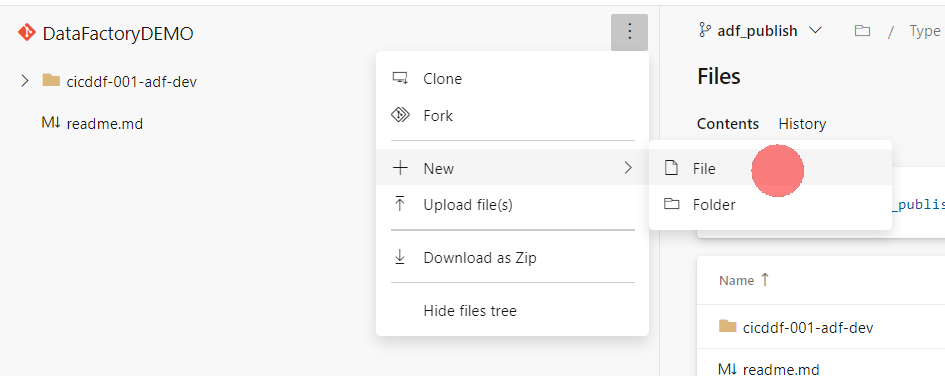 DataFactoryDEMO
cicddf-001-adf-dev
readme.md
Clone
Fork
New
Upload file(s)
Download as Zip
Hide files tree
File
Folder
adf_publish
/ Type
Files
Contents History
_publis
Name ↑
cicddf-001-adf-dev
readme.md